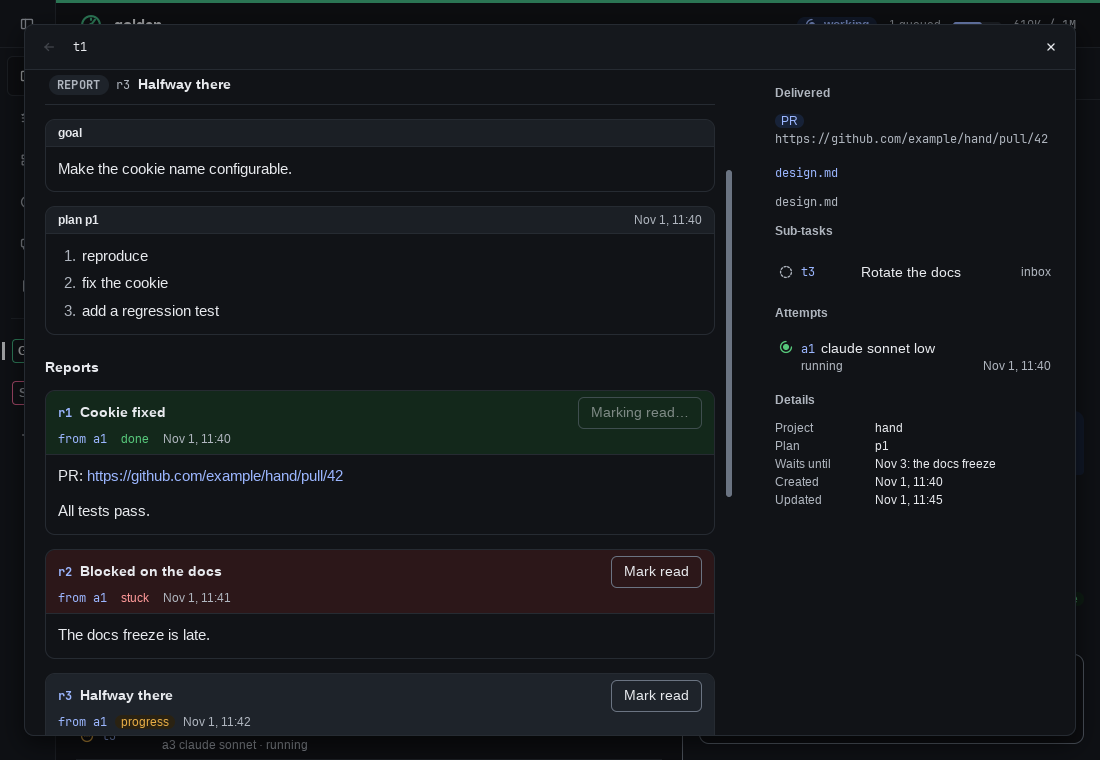 golden
working
1 queued
t1
REPORT r3 Halfway there
goal
Make the cookie name configurable.
plan p1 Nov 1, 11:40
1. reproduce
2. fix the cookie
3. add a regression test
Reports
r1 Cookie fixed Marking read…
from a1 done Nov 1, 11:40
PR: https://github.com/example/hand/pull/42
All tests pass.
r2 Blocked on the docs Mark read
from a1 stuck Nov 1, 11:41
The docs freeze is late.
r3 Halfway there Mark read
from a1 progress Nov 1, 11:42
Delivered
PR
https://github.com/example/hand/pull/42
design.md
design.md
Sub-tasks
t3 Rotate the docs inbox
Attempts
a1 claude sonnet low
running Nov 1, 11:40
Details
Project hand
Plan p1
Waits until Nov 3: the docs freeze
Created Nov 1, 11:40
Updated Nov 1, 11:45
a3 claude sonnet · running